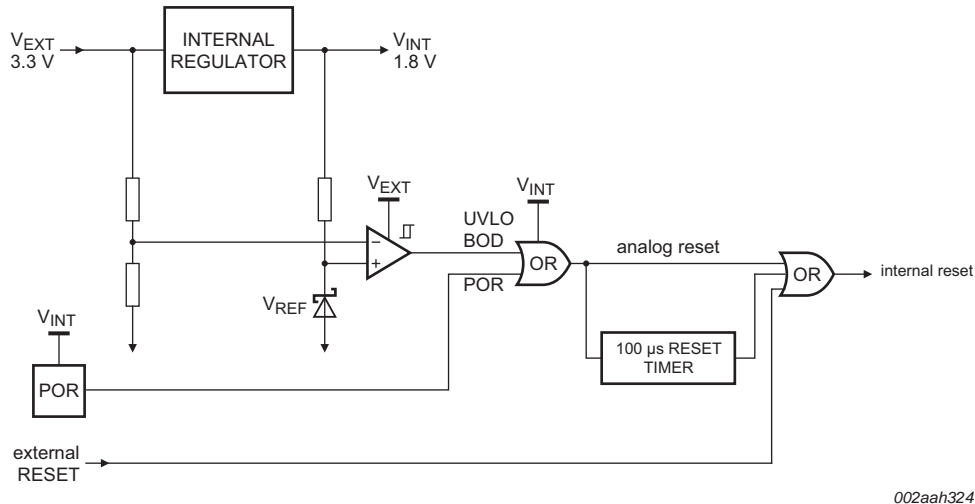 VEXT
3.3 V
INTERNAL
REGULATOR
VINT
1.8 V
VEXT
UVLO
BOD
POR
VINT
OR
analog reset
OR
internal reset
−
+
VREF
VINT
POR
100 µs RESET
TIMER
external
RESET
002aah324